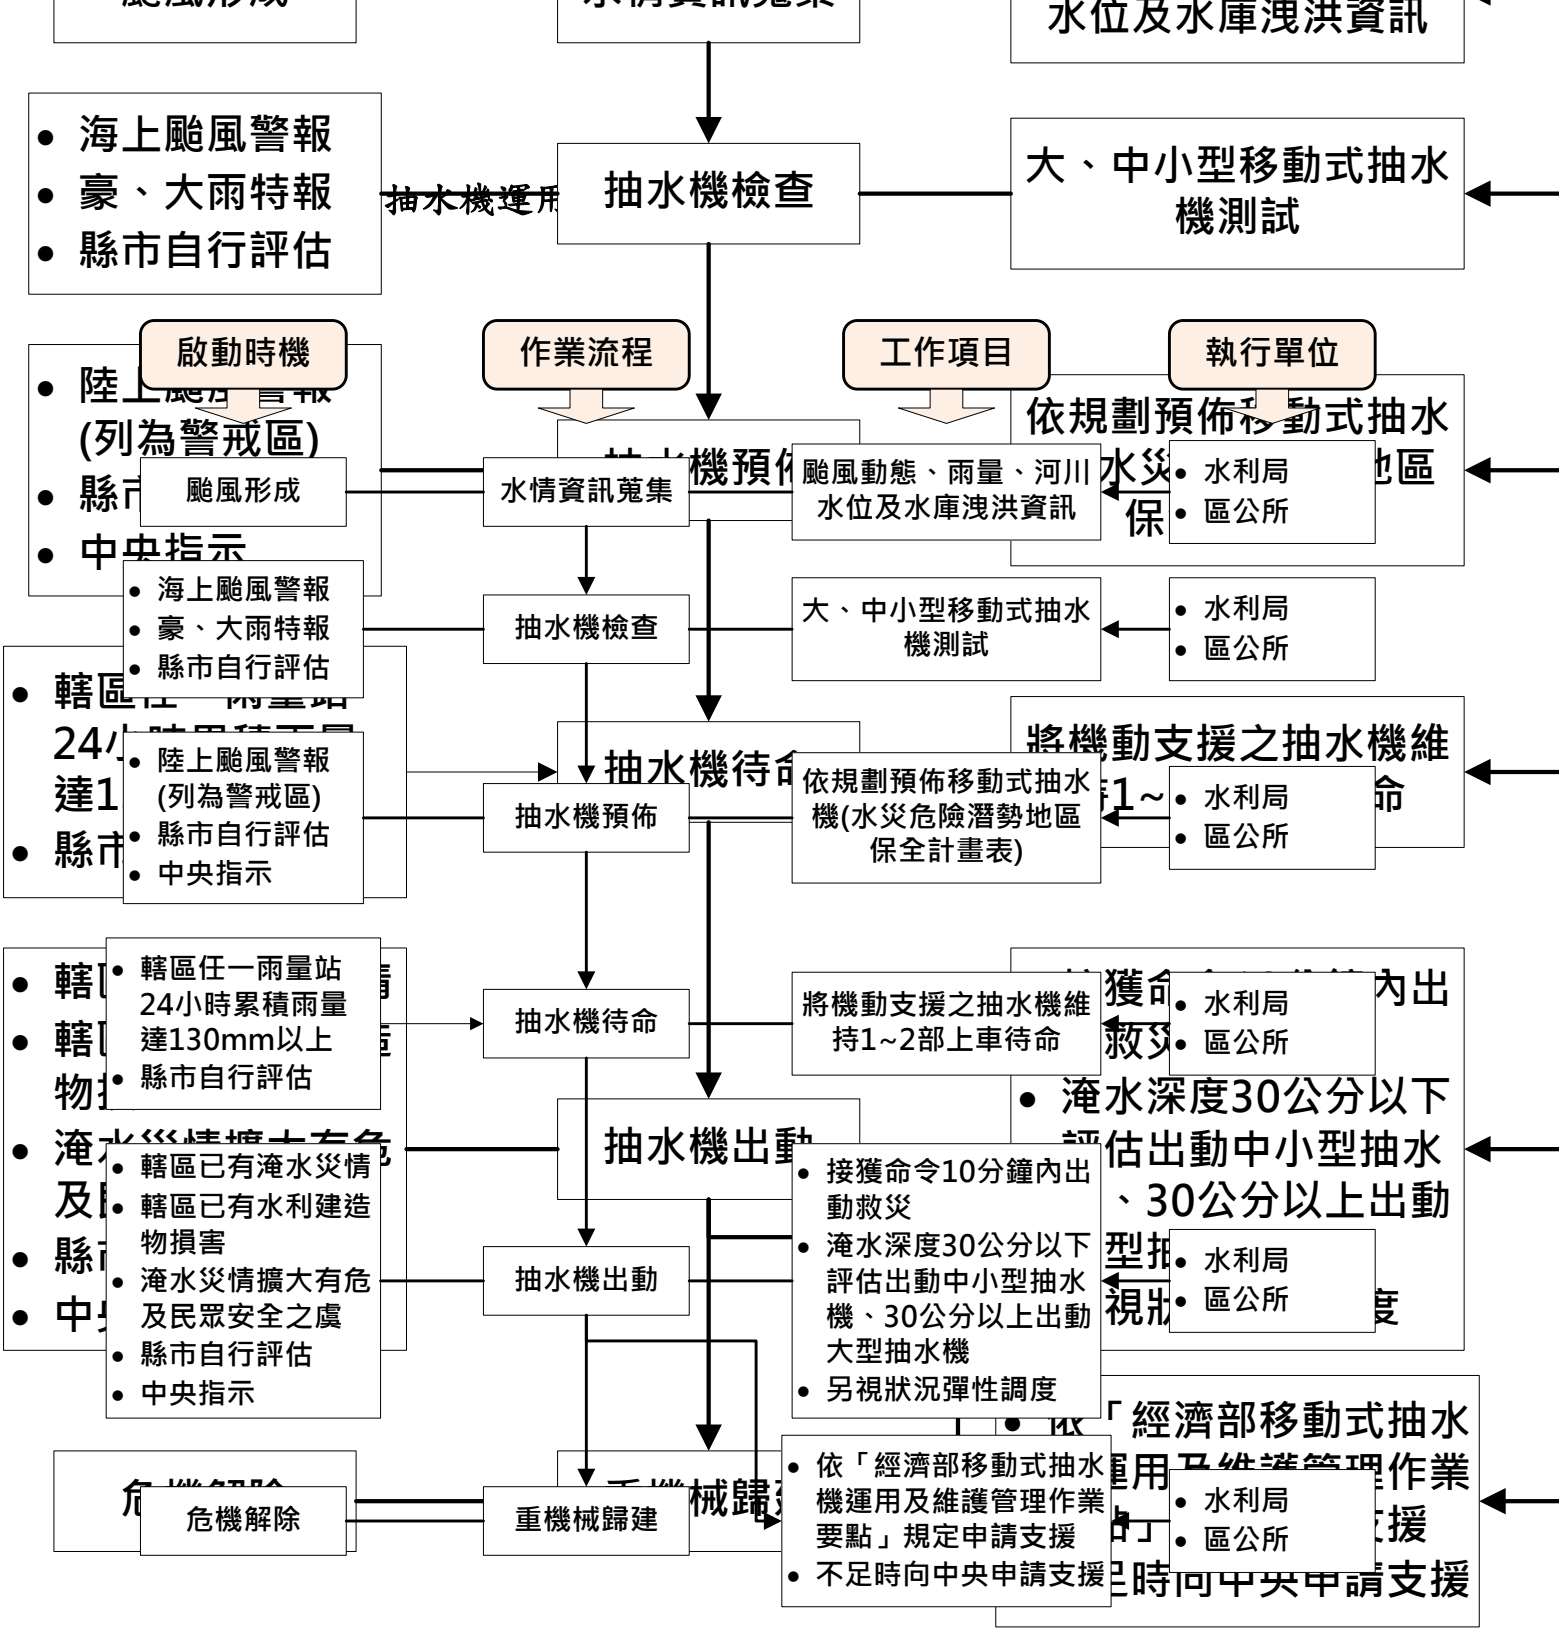 水位及水庫洩洪資訊
• 海上颱風警報
• 豪、大雨特報
• 縣市自行評估
抽水機運用
抽水機檢查
大、中小型移動式抽水
機測試
啟動時機
作業流程
工作項目
執行單位
(列為警戒區)
• 中央指示
依規劃預佈移動式抽水
颱風形成
水情資訊蒐集
颱風動態、雨量、河川
水位及水庫洩洪資訊
• 水利局
• 區公所
• 海上颱風警報
• 豪、大雨特報
• 縣市自行評估
抽水機檢查
大、中小型移動式抽水
機測試
• 水利局
• 區公所
抽水機待命
將機動支援之抽水機維
• 陸上颱風警報
(列為警戒區)
• 縣市自行評估
• 中央指示
抽水機預佈
依規劃預佈移動式抽水
機(水災危險潛勢地區
保全計畫表)
• 水利局
• 區公所
• 轄區任一雨量站
24小時累積雨量
達130mm以上
• 縣市自行評估
抽水機待命
將機動支援之抽水機維
持1~2部上車待命
• 水利局
• 區公所
抽水機出動
• 淹水深度30公分以下
評估出動中小型抽水
、30公分以上出動
• 轄區已有淹水災情
• 轄區已有水利建造
物損害
• 淹水災情擴大有危
及民眾安全之虞
• 縣市自行評估
• 中央指示
抽水機出動
• 接獲命令10分鐘內出
動救災
• 淹水深度30公分以下
評估出動中小型抽水
機、30公分以上出動
大型抽水機
• 另視狀況彈性調度
• 水利局
• 區公所
• 依「經濟部移動式抽水
危機解除
重機械歸建
• 依「經濟部移動式抽水
機運用及維護管理作業
要點」規定申請支援
• 不足時向中央申請支援
• 水利局
• 區公所